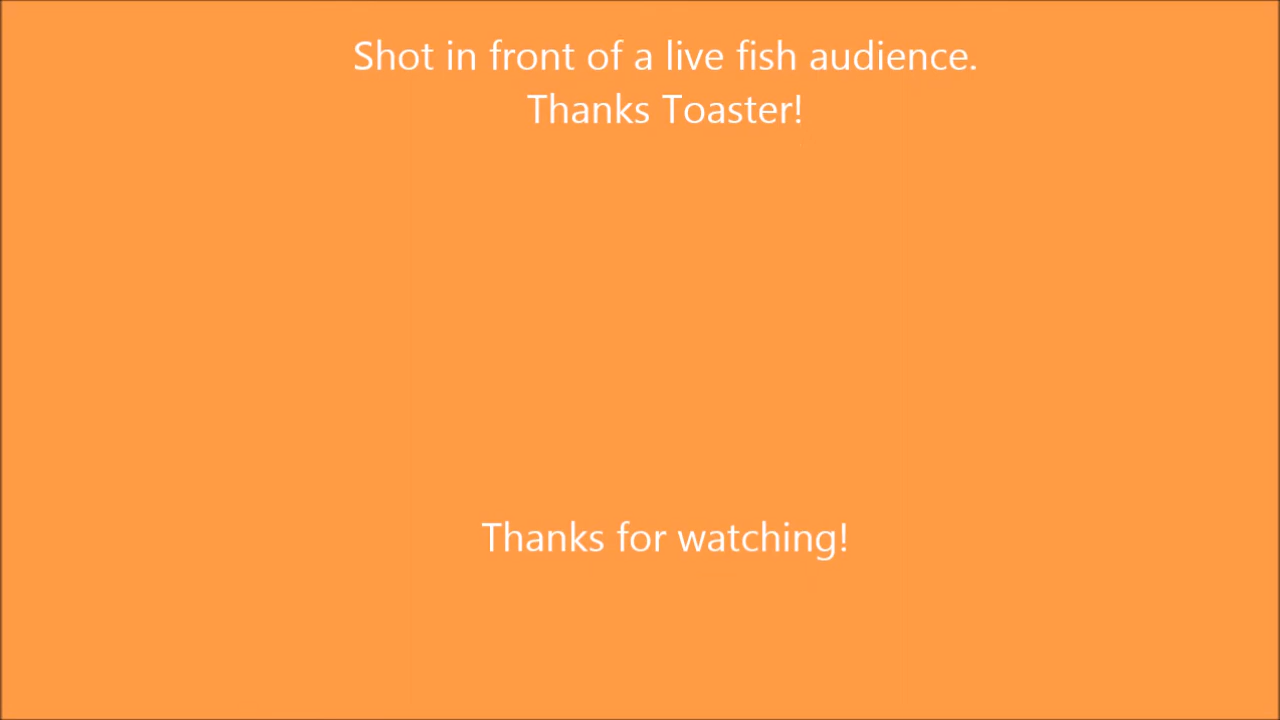 Shot in front of a live fish audience.
Thanks Toaster!
Thanks for watching!